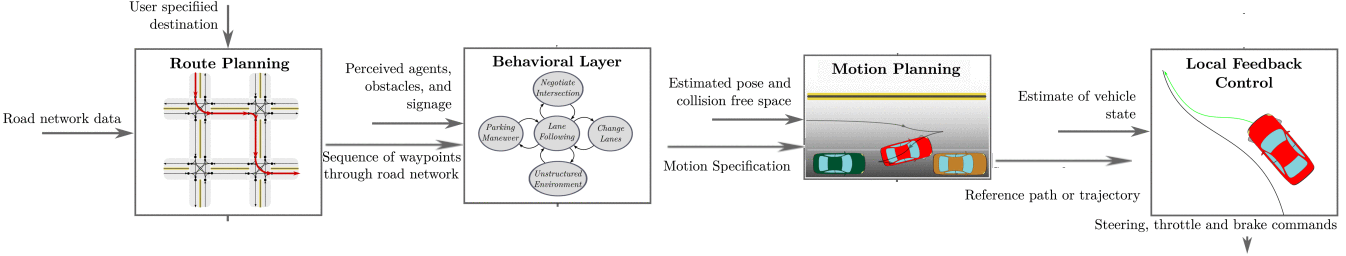 User specifiied
destination
Road network data
Route Planning
Perceived agents,
obstacles, and
signage
Sequence of waypoints
through road network
Behavioral Layer
Negotiate
Intersection
Parking
Maneuver
Lane
Following
Change
Lanes
Unstructured
Environment
Estimated pose and
collision free space
Motion Specification
Motion Planning
Estimate of vehicle
state
Reference path or trajectory
Local Feedback
Control
Steering, throttle and brake commands